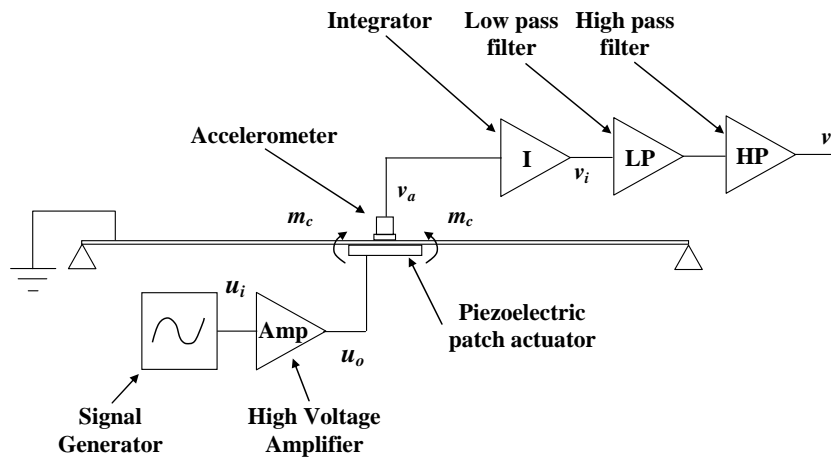 Integrator
Low pass
filter
High pass
filter
Accelerometer
I
LP
HP
v
v_i
v_a
m_c
m_c
u_i
Amp
u_o
Piezoelectric
patch actuator
Signal
Generator
High Voltage
Amplifier